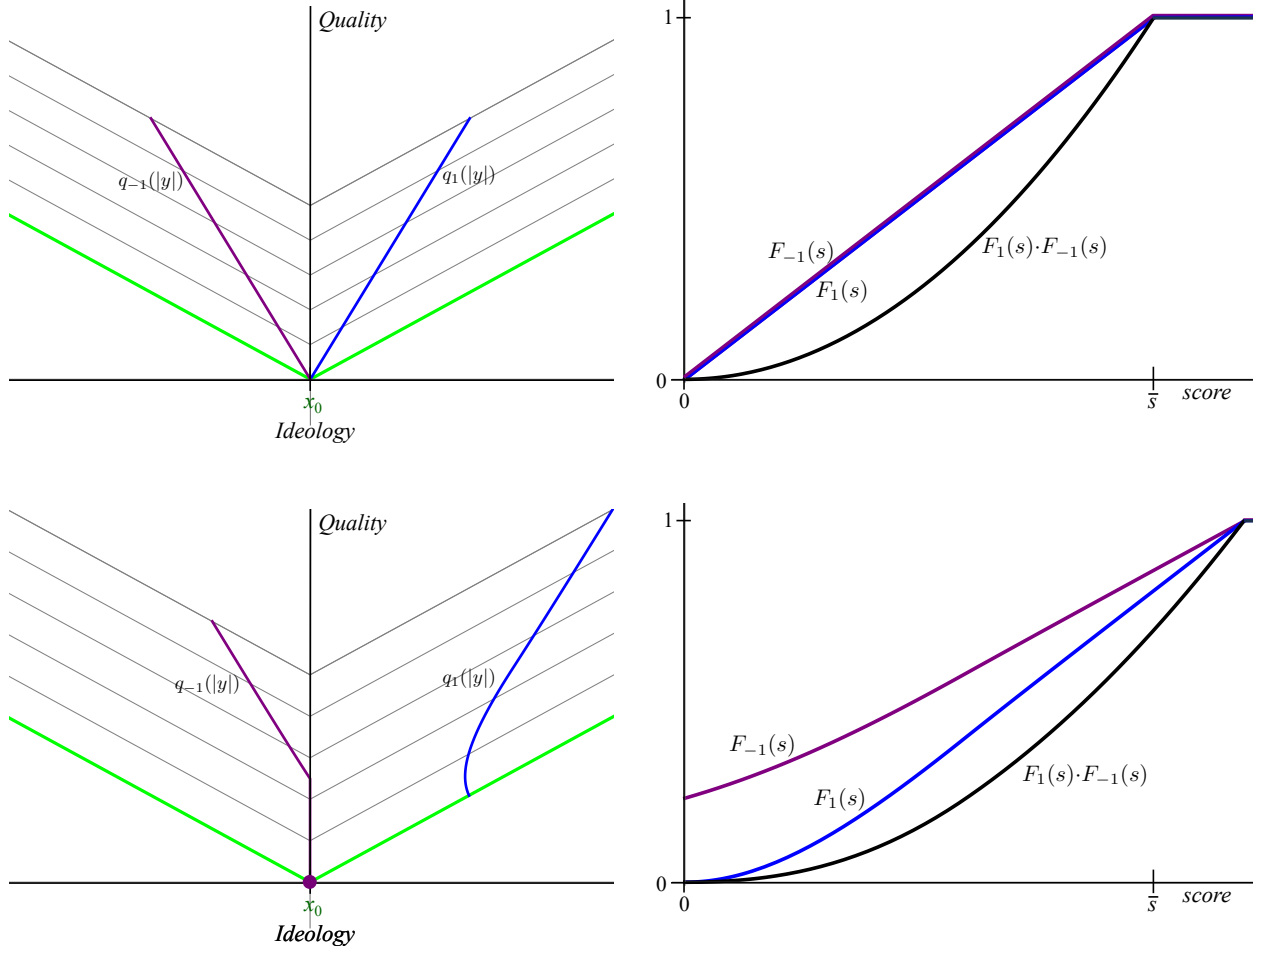 Quality
q₋₁(|y|)
q₁(|y|)
x₀
Ideology
1
F₋₁(s)
F₁(s)
F₁(s)·F₋₁(s)
0
0
s̄
score
Quality
q₋₁(|y|)
q₁(|y|)
x₀
Ideology
1
F₋₁(s)
F₁(s)
F₁(s)·F₋₁(s)
0
0
s̄
score